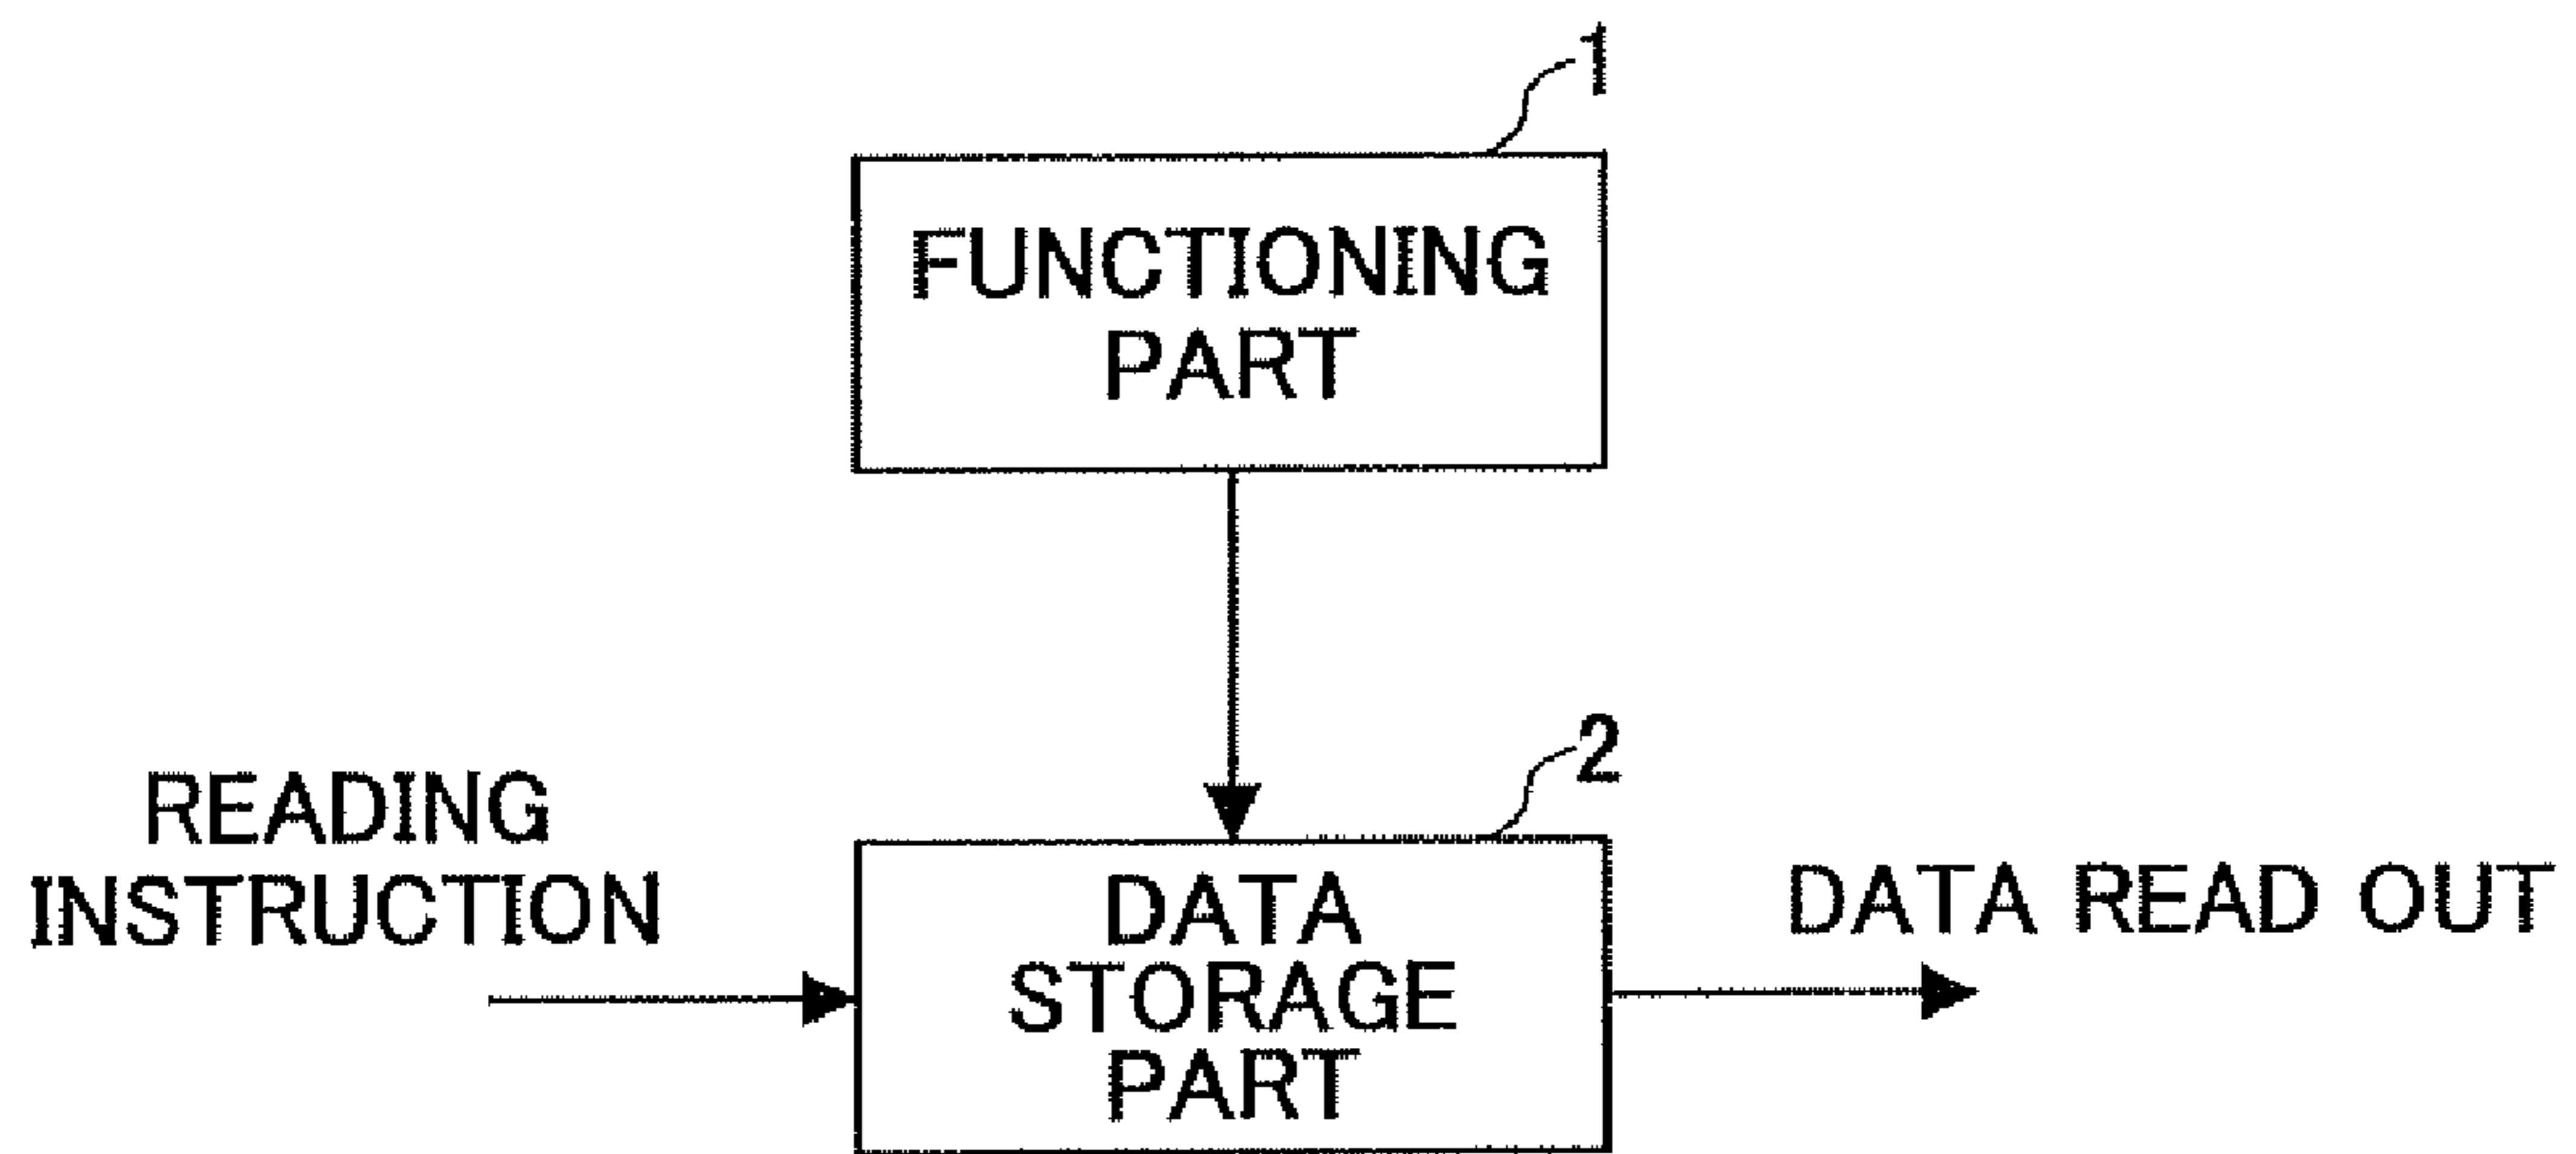 1
FUNCTIONING
PART
2
READING
INSTRUCTION
DATA
STORAGE
PART
DATA READ OUT